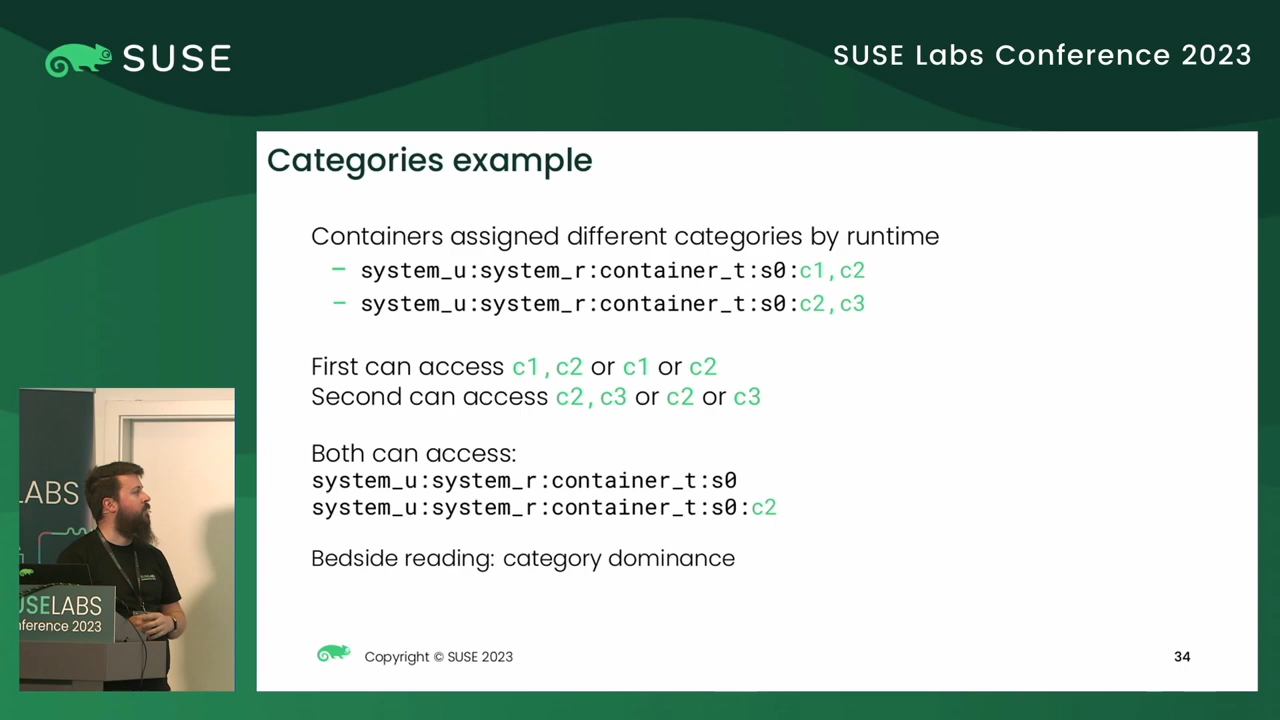 SUSE
SUSE Labs Conference 2023
Categories example
Containers assigned different categories by runtime
– system_u:system_r:container_t:s0:c1,c2
– system_u:system_r:container_t:s0:c2,c3
First can access c1,c2 or c1 or c2
Second can access c2,c3 or c2 or c3
Both can access:
system_u:system_r:container_t:s0
system_u:system_r:container_t:s0:c2
Bedside reading: category dominance
Copyright © SUSE 2023
34
LABS
USELABS
nference 2023